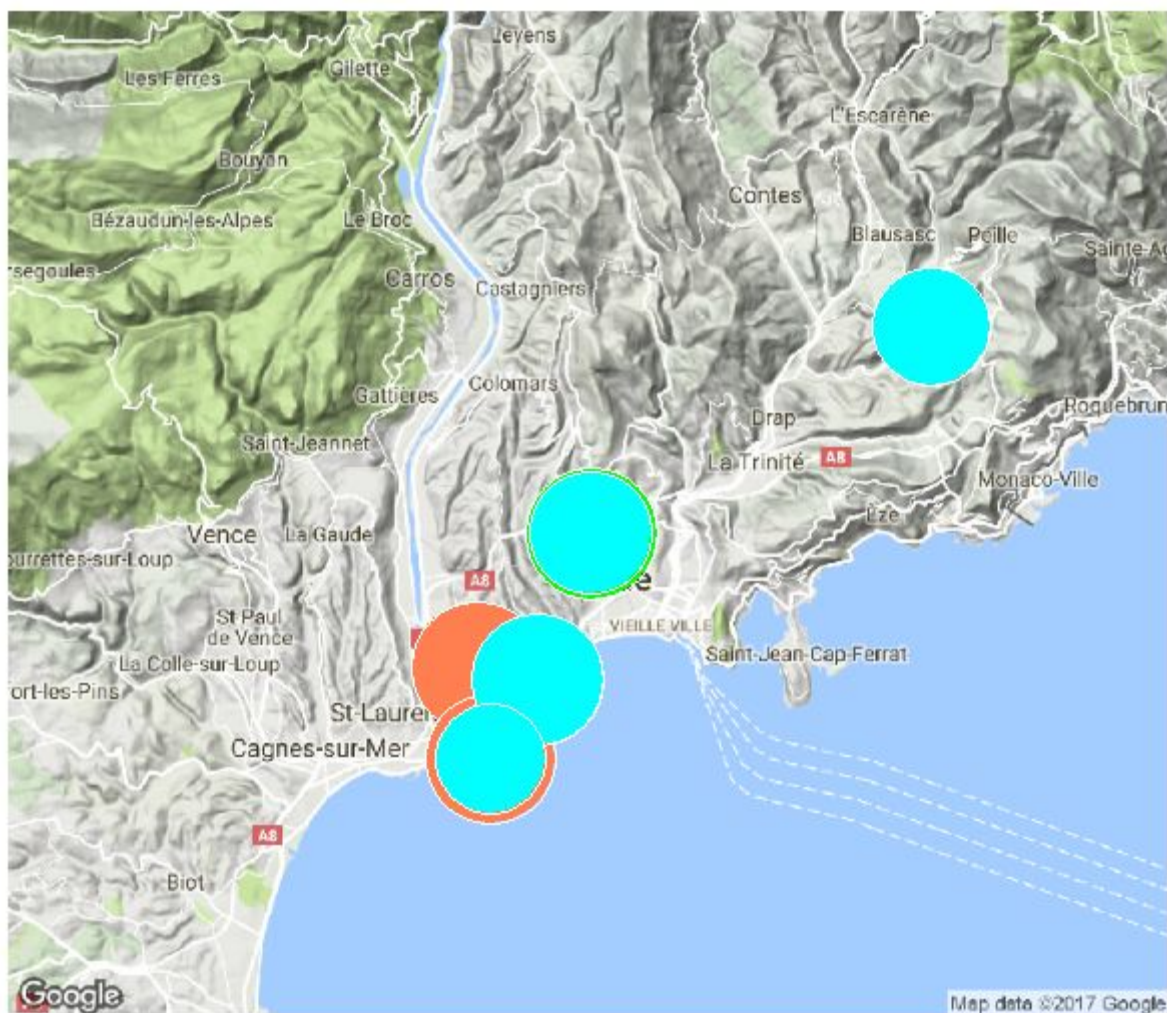 Levens
Gilette
Les Ferres
L'Escarène
Bouyon
Contes
Bézaudun-les-Alpes
Le Broc
Blausasc
Peille
Sainte-Ag
rsegoules
Carros
Castagniers
Colomars
Gattières
Roquebrun
Drap
Saint-Jeannet
La Trinité
A8
Monaco-Ville
Èze
Vence
La Gaude
ourrettes-sur-Loup
A8
VIEILLE VILLE
St Paul
de Vence
La Colle-sur-Loup
Saint-Jean-Cap-Ferrat
ort-les-Pins
St-Lauren
Cagnes-sur-Mer
A8
Biot
Google
Map data ©2017 Google